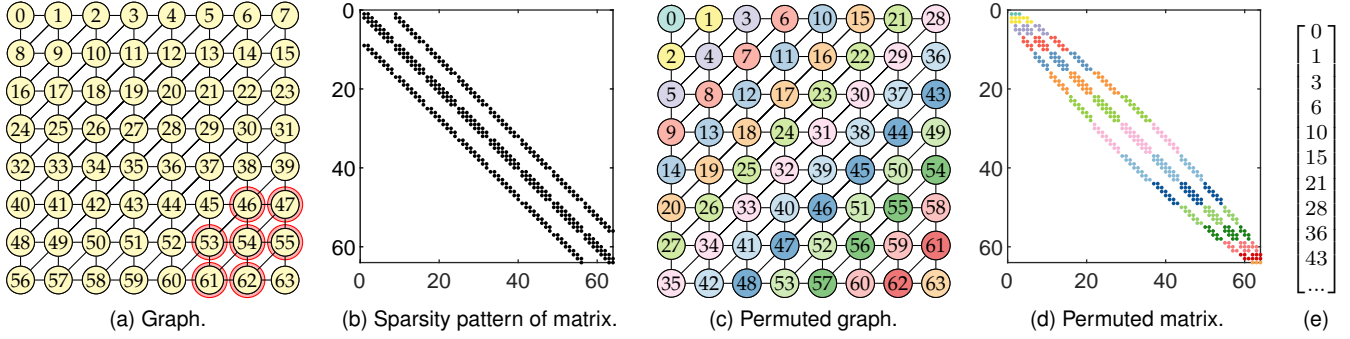 0 1 2 3 4 5 6 7
8 9 10 11 12 13 14 15
16 17 18 19 20 21 22 23
24 25 26 27 28 29 30 31
32 33 34 35 36 37 38 39
40 41 42 43 44 45 46 47
48 49 50 51 52 53 54 55
56 57 58 59 60 61 62 63
(a) Graph.
0
20
40
60
0 20 40 60
(b) Sparsity pattern of matrix.
0 1 3 6 10 15 21 28
2 4 7 11 16 22 29 36
5 8 12 17 23 30 37 43
9 13 18 24 31 38 44 49
14 19 25 32 39 45 50 54
20 26 33 40 46 51 55 58
27 34 41 47 52 56 59 61
35 42 48 53 57 60 62 63
(c) Permuted graph.
0
20
40
60
0 20 40 60
(d) Permuted matrix.
0
1
3
6
10
15
21
28
36
43
...
(e)